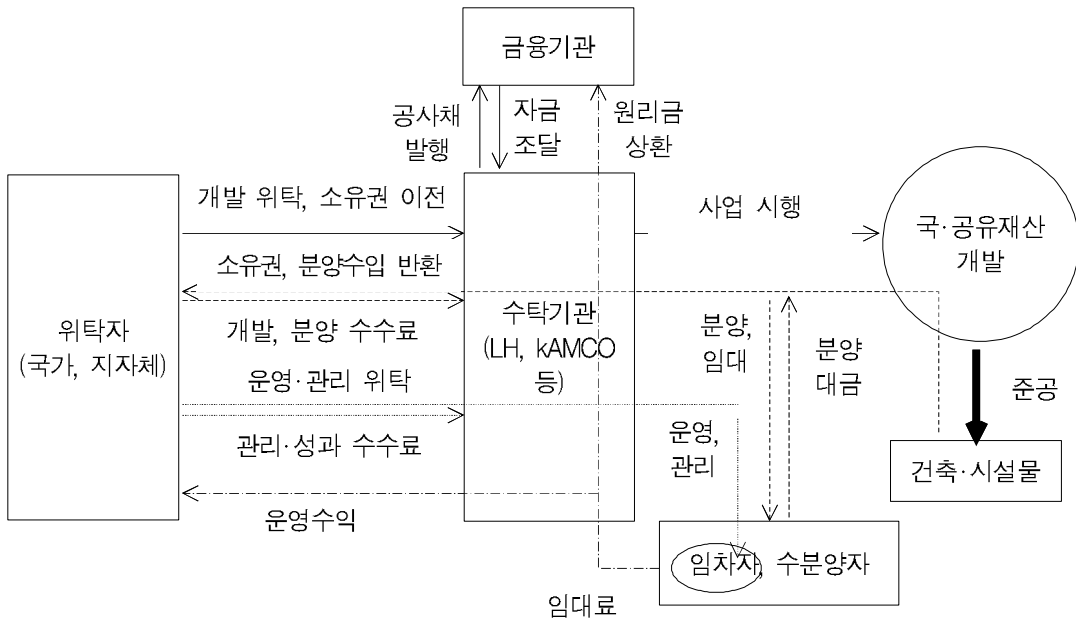 금융기관
공사채
발행
자금
조달
원리금
상환
개발 위탁, 소유권 이전
사업 시행
국·공유재산
개발
소유권, 분양수입 반환
위탁자
(국가, 지자체)
개발, 분양 수수료
수탁기관
(LH, kAMCO
등)
분양,
임대
분양
대금
준공
운영·관리 위탁
운영,
관리
관리·성과 수수료
건축·시설물
운영수익
임차자, 수분양자
임대료